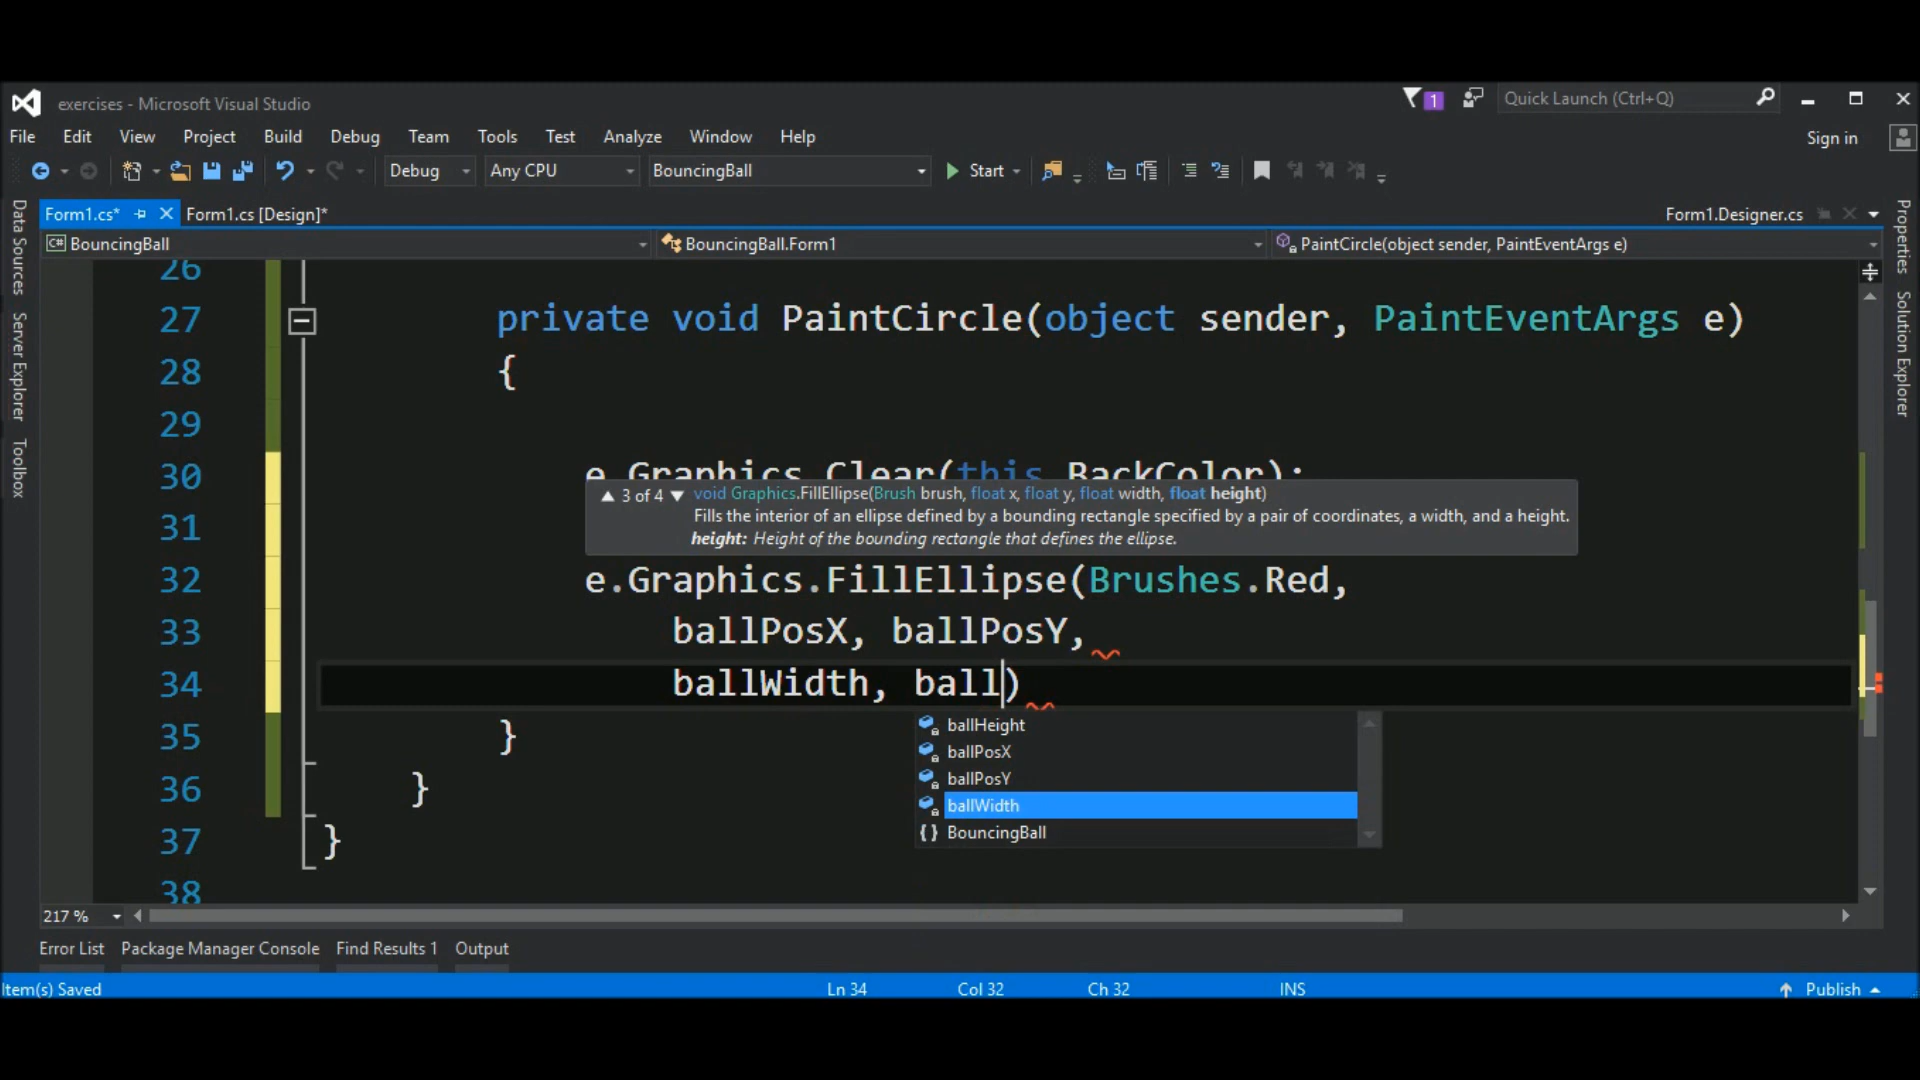 exercises - Microsoft Visual Studio
1
Quick Launch (Ctrl+Q)
File Edit View Project Build Debug Team Tools Test Analyze Window Help
Sign in
Debug Any CPU BouncingBall Start
Form1.cs* Form1.cs [Design]* Form1.Designer.cs
C# BouncingBall BouncingBall.Form1 PaintCircle(object sender, PaintEventArgs e)
Data Sources
Server Explorer
Toolbox
Properties
Solution Explorer
26
27 private void PaintCircle(object sender, PaintEventArgs e)
28 {
29
30 e.Graphics.Clear(this.BackColor);
3 of 4 void Graphics.FillEllipse(Brush brush, float x, float y, float width, float height)
Fills the interior of an ellipse defined by a bounding rectangle specified by a pair of coordinates, a width, and a height.
height: Height of the bounding rectangle that defines the ellipse.
31
32 e.Graphics.FillEllipse(Brushes.Red,
33 ballPosX, ballPosY,
34 ballWidth, ball)
ballHeight
ballPosX
ballPosY
ballWidth
{} BouncingBall
35 }
36 }
37 }
38
217 %
Error List Package Manager Console Find Results 1 Output
Item(s) Saved Ln 34 Col 32 Ch 32 INS Publish